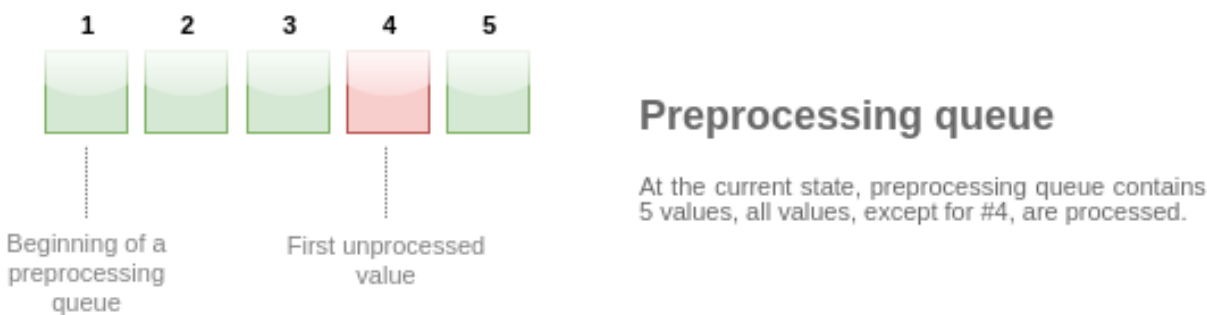 1 2 3 4 5
Preprocessing queue
At the current state, preprocessing queue contains
5 values, all values, except for #4, are processed.
Beginning of a
preprocessing
queue
First unprocessed
value